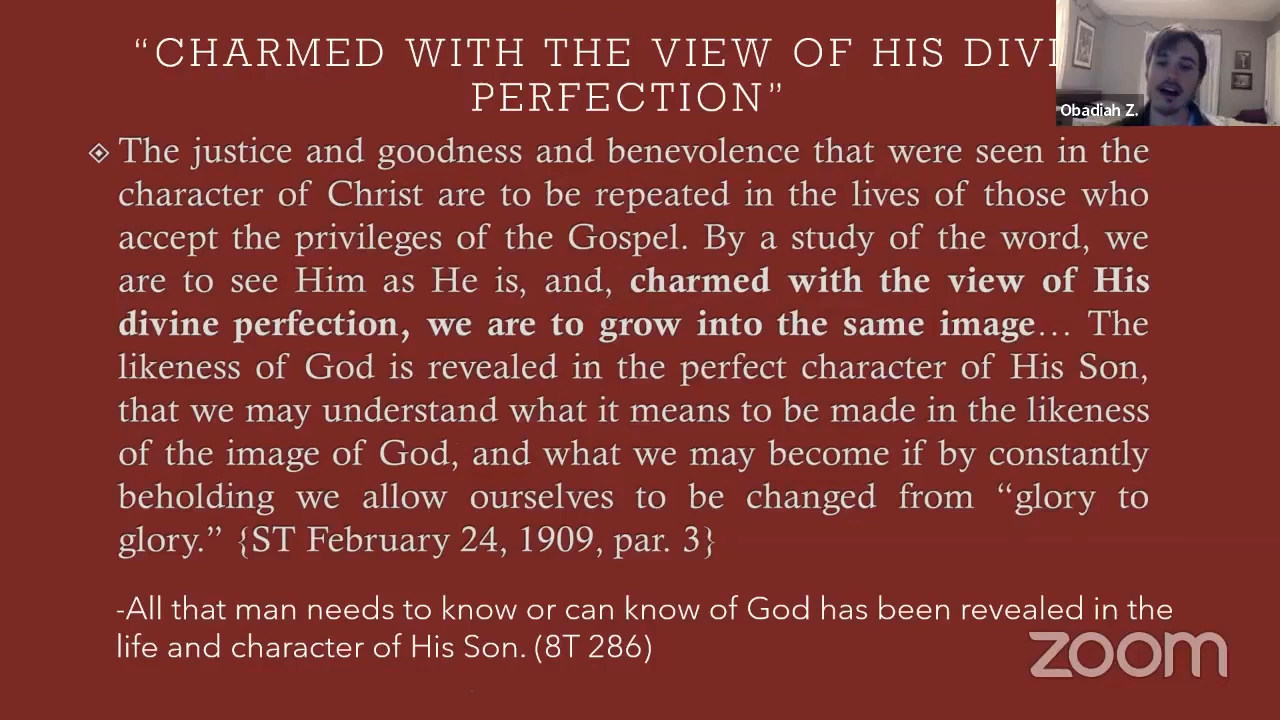 “CHARMED WITH THE VIEW OF HIS
PERFECTION”
Obadiah Z.
The justice and goodness and benevolence that were seen in the
character of Christ are to be repeated in the lives of those who
accept the privileges of the Gospel. By a study of the word, we
are to see Him as He is, and, charmed with the view of His
divine perfection, we are to grow into the same image… The
likeness of God is revealed in the perfect character of His Son,
that we may understand what it means to be made in the likeness
of the image of God, and what we may become if by constantly
beholding we allow ourselves to be changed from “glory to
glory.” {ST February 24, 1909, par. 3}
-All that man needs to know or can know of God has been revealed in the
life and character of His Son. (8T 286)
zoom